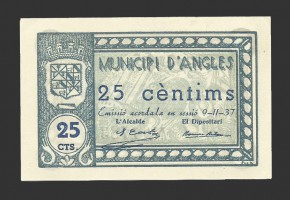 MUNICIPI D'ANGLES
25 cèntims
Emissió acordada en sessió 9-11-37
L'Alcalde El Dipositari
25
CTS